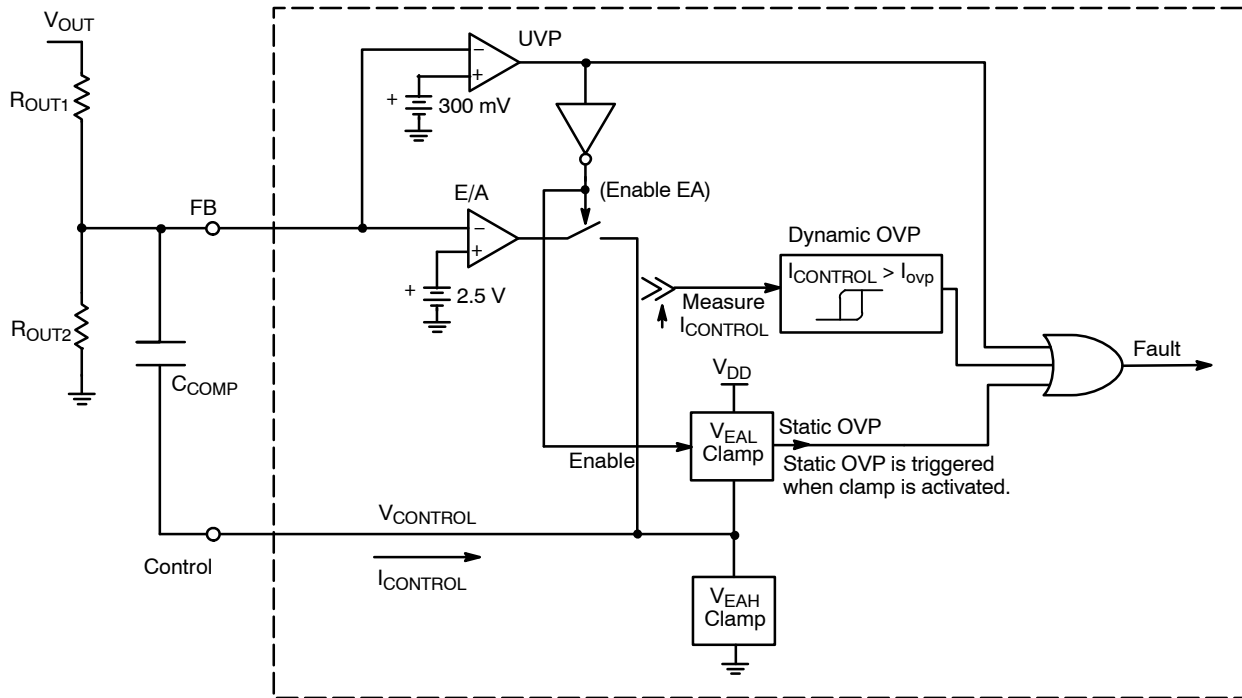 VOUT
ROUT1
FB
ROUT2
CCOMP
Control
UVP
+
−
+
300 mV
(Enable EA)
E/A
−
+
+
2.5 V
Dynamic OVP
ICONTROL > Iovp
Measure
ICONTROL
Fault
VDD
VEAL
Clamp
Static OVP
Static OVP is triggered
when clamp is activated.
Enable
VCONTROL
ICONTROL
VEAH
Clamp